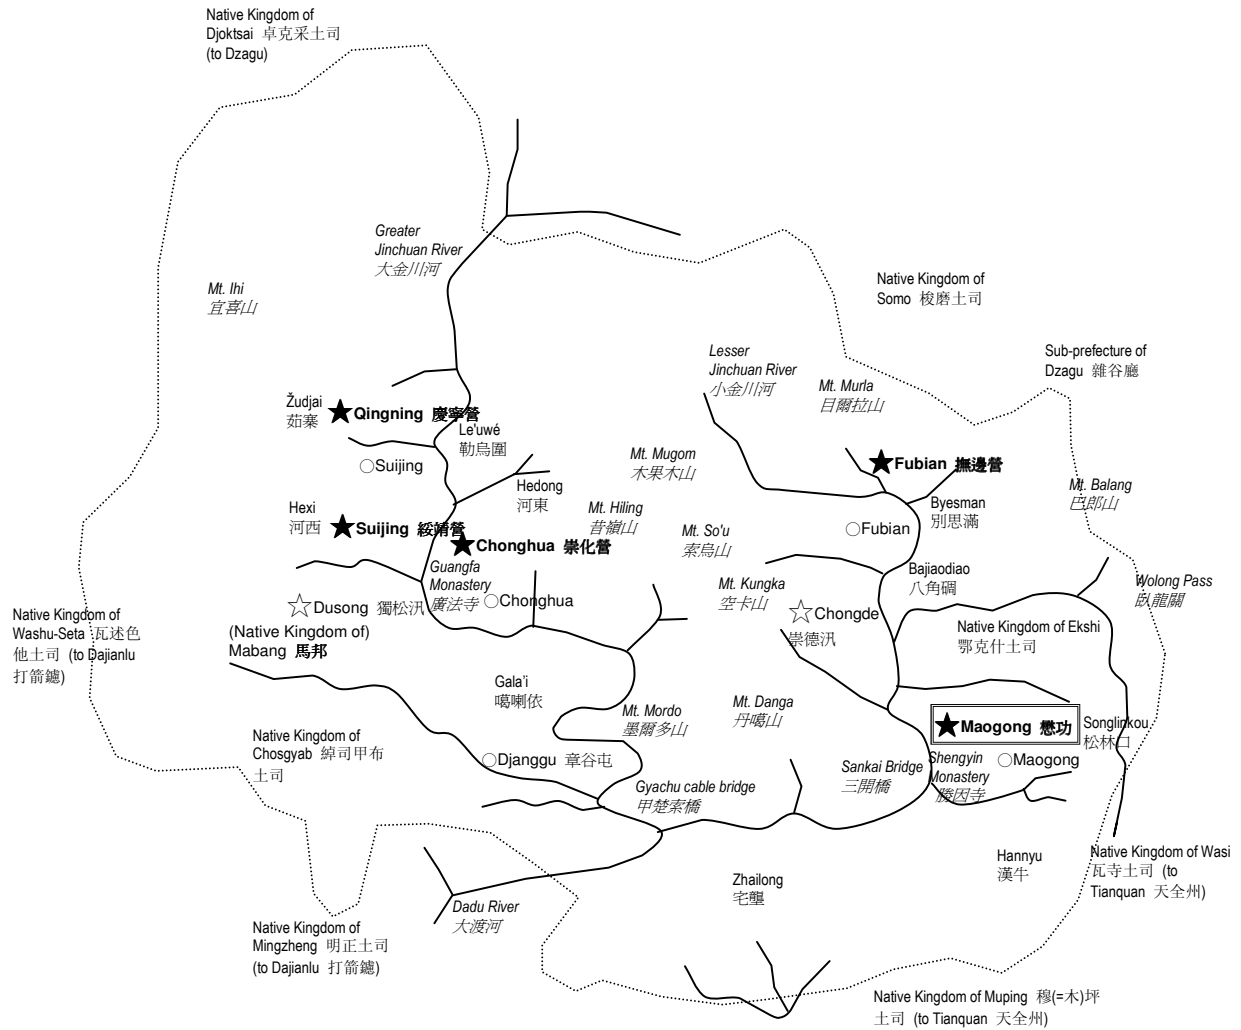 Native Kingdom of
Djoktsai 卓克采土司
(to Dzagu)
Greater
Jinchuan River
大金川河
Mt. Ihi
宜喜山
Native Kingdom of
Somo 梭磨土司
Lesser
Jinchuan River
小金川河
Mt. Murla
目爾拉山
Sub-prefecture of
Dzagu 雜谷廳
Žudjai
茹寨
★Qingning 慶寧營
Le'uwé
勒烏圍
○Suijing
Mt. Mugom
木果木山
★Fubian 撫邊營
Mt. Balang
巴郎山
Hedong
河東
Byesman
別思滿
Hexi
河西
★Suijing 綏靖營
Mt. Hiling
昔嶺山
Mt. So'u
索烏山
○Fubian
★Chonghua 崇化營
Guangfa
Monastery
廣法寺
○Chonghua
Bajiaodiao
八角碉
Mt. Kungka
空卡山
Wolong Pass
臥龍關
☆Dusong 獨松汛
☆Chongde
崇德汛
Native Kingdom of
Washu-Seta 瓦述色
他土司 (to Dajianlu
打箭鑪)
(Native Kingdom of)
Mabang 馬邦
Native Kingdom of Ekshi
鄂克什土司
Gala'i
噶喇依
Mt. Mordo
墨爾多山
Mt. Danga
丹噶山
★Maogong 懋功
Songlinkou
松林口
Native Kingdom of
Chosgyab 綽司甲布
土司
○Djanggu 章谷屯
Sankai Bridge
三開橋
Shengyin
Monastery
勝因寺
○Maogong
Gyachu cable bridge
甲楚索橋
Hannyu
漢牛
Native Kingdom of Wasi
瓦寺土司 (to
Tianquan 天全州)
Zhailong
宅壟
Dadu River
大渡河
Native Kingdom of
Mingzheng 明正土司
(to Dajianlu 打箭鑪)
Native Kingdom of Muping 穆(=木)坪
土司 (to Tianquan 天全州)